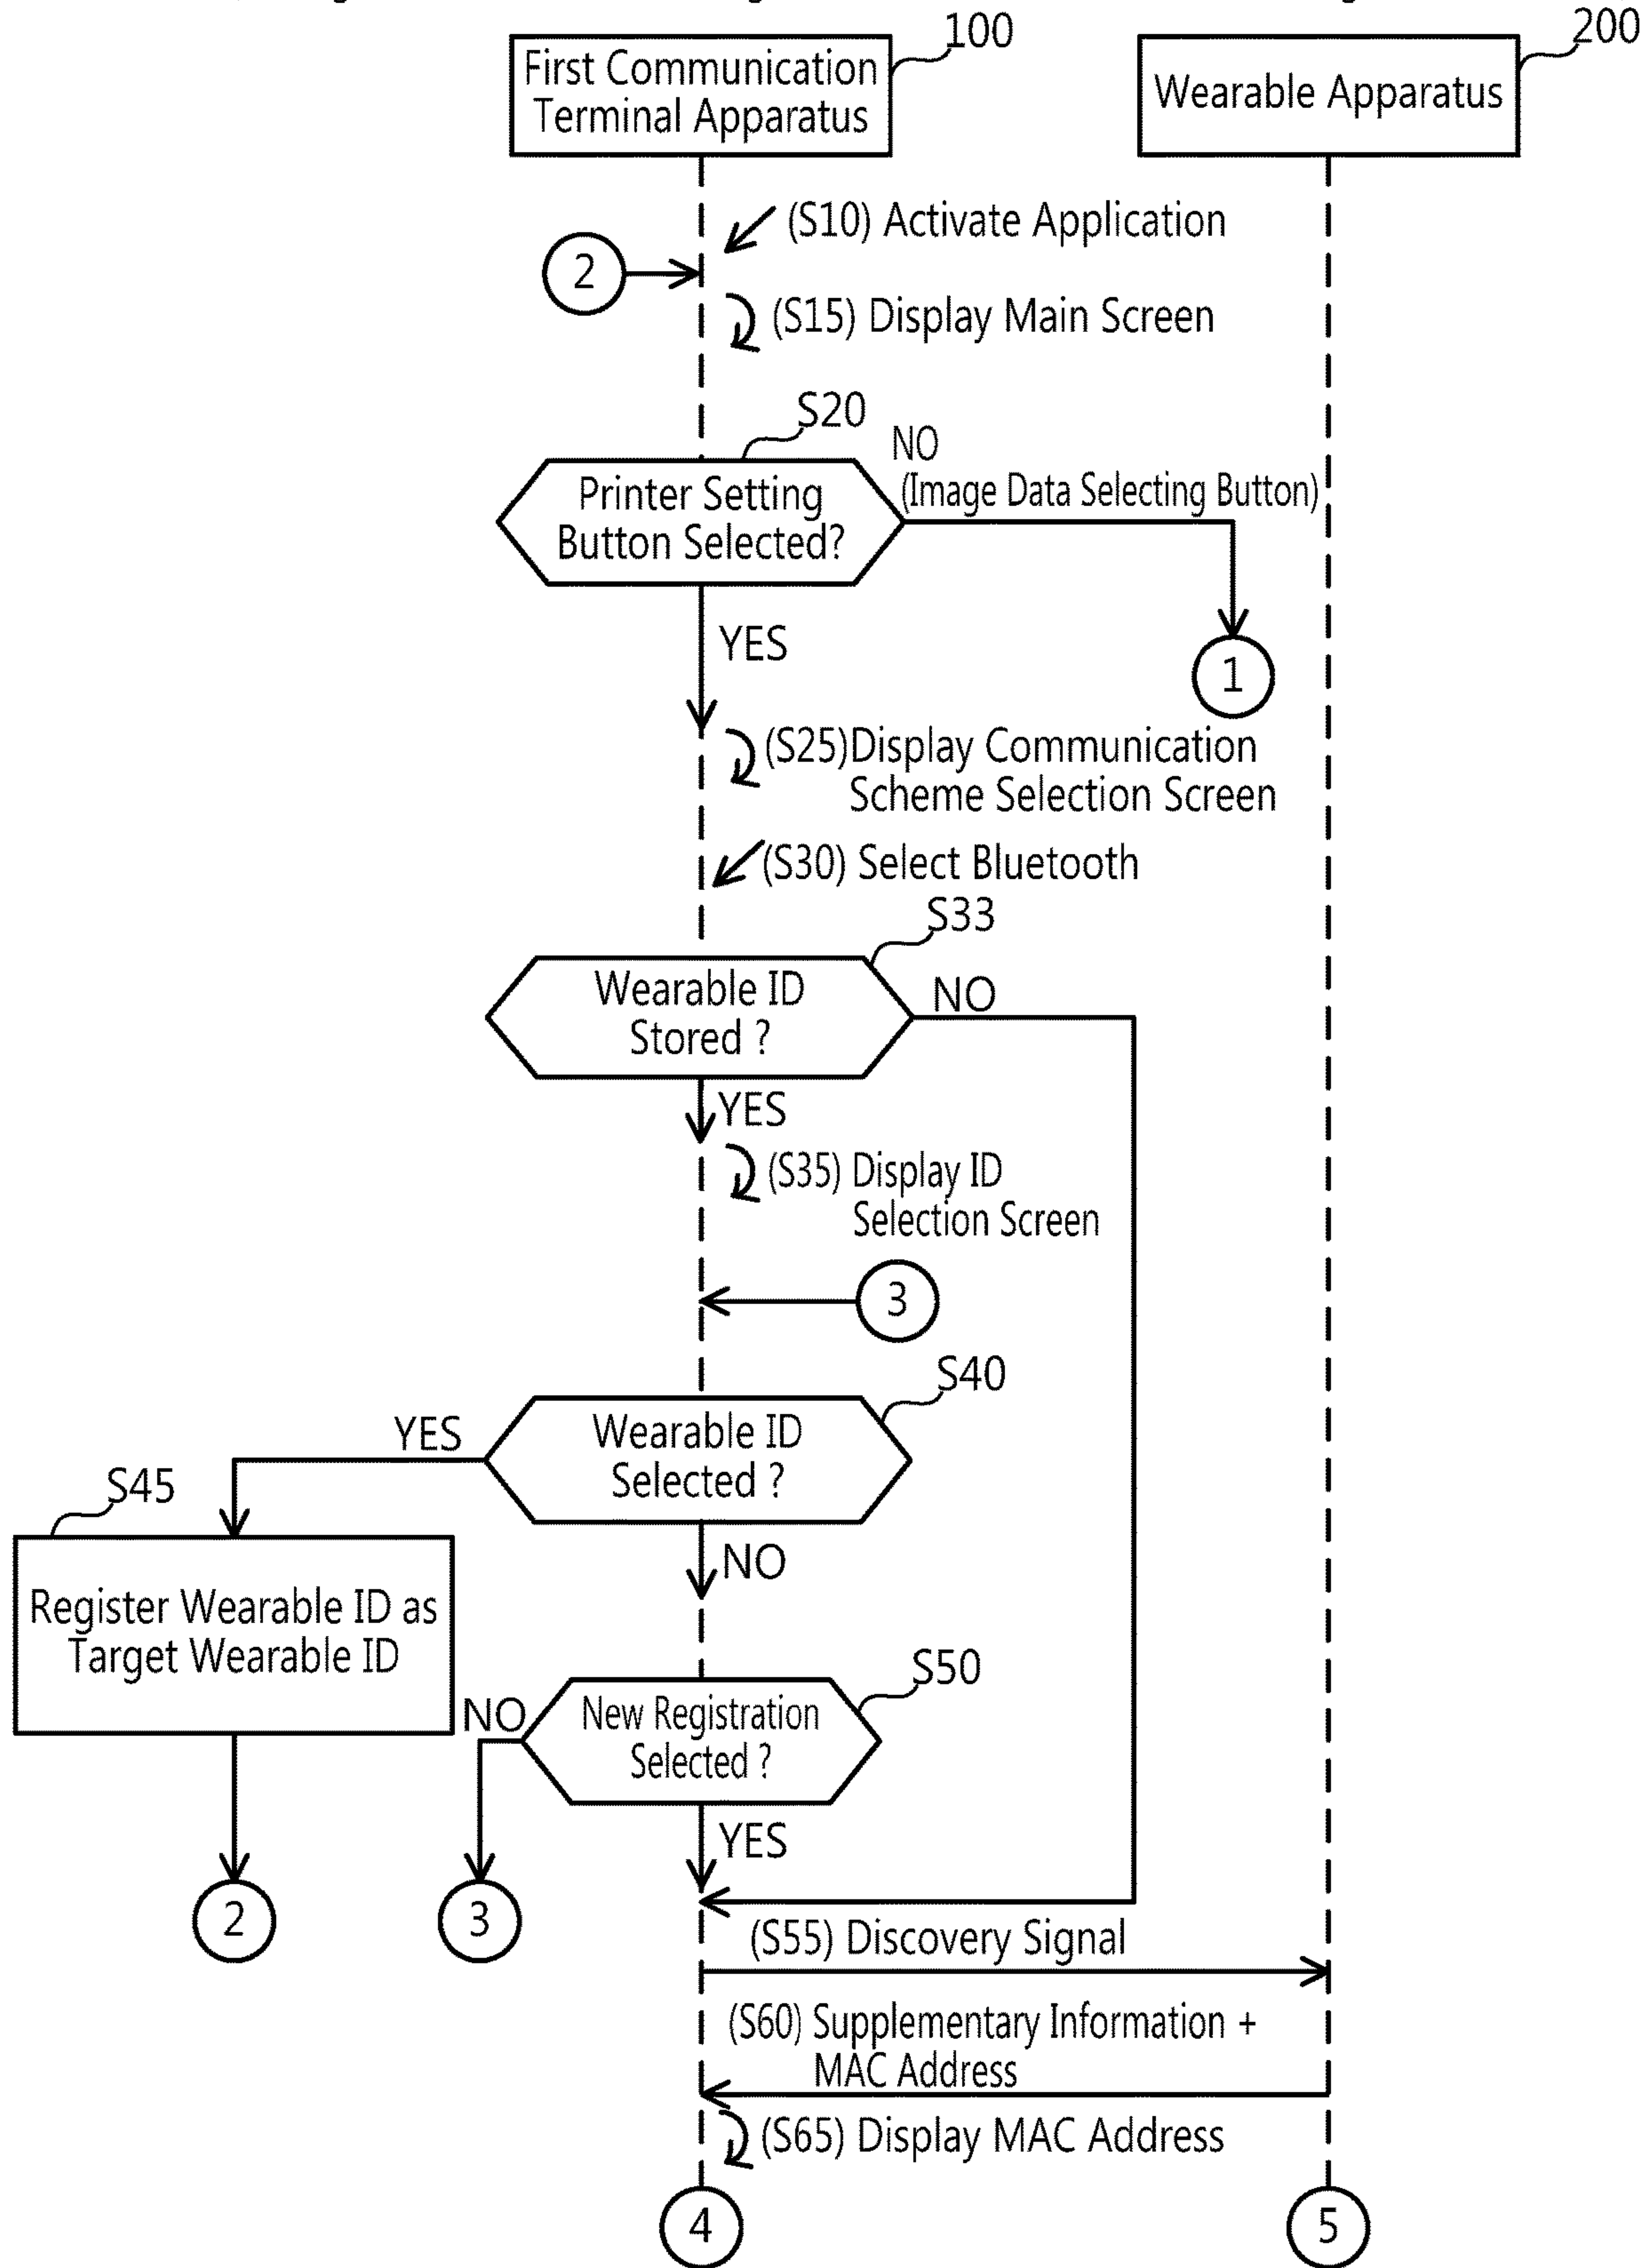 100
200
First Communication
Terminal Apparatus
Wearable Apparatus
(S10) Activate Application
2
(S15) Display Main Screen
S20
NO
(Image Data Selecting Button)
Printer Setting
Button Selected?
YES
1
(S25)Display Communication
Scheme Selection Screen
(S30) Select Bluetooth
S33
Wearable ID
Stored ?
NO
YES
(S35) Display ID
Selection Screen
3
S40
YES
Wearable ID
Selected ?
S45
NO
Register Wearable ID as
Target Wearable ID
S50
NO
New Registration
Selected ?
YES
2
3
(S55) Discovery Signal
(S60) Supplementary Information +
MAC Address
(S65) Display MAC Address
4
5